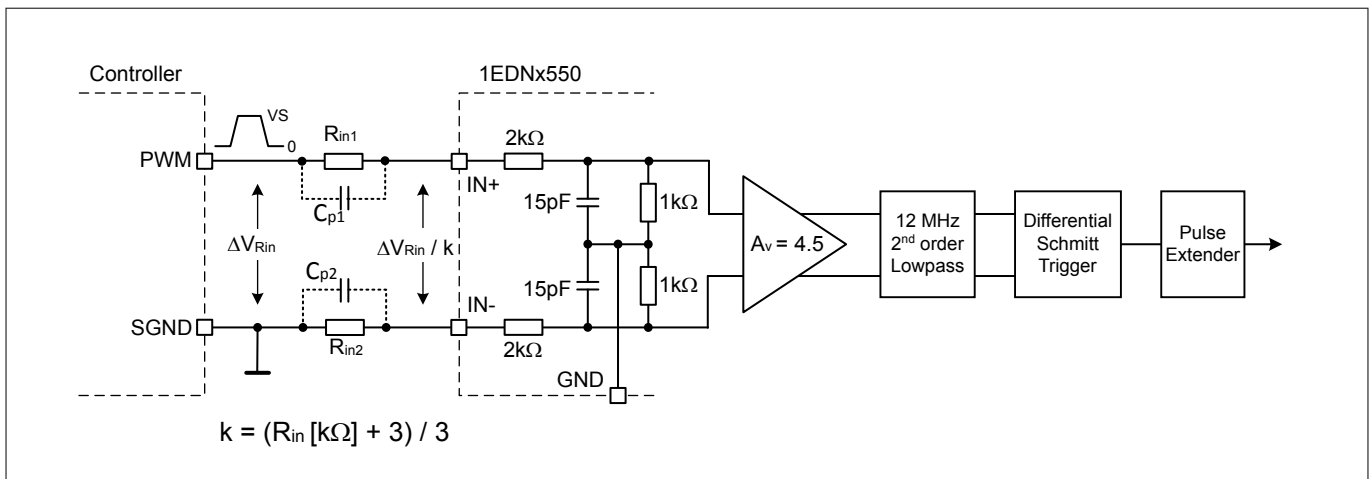 Controller
1EDNx550
VS
0
Rin1
2kΩ
PWM
IN+
Cp1
15pF
1kΩ
ΔVRin
ΔVRin / k
Av = 4.5
12 MHz
2nd order
Lowpass
Differential
Schmitt
Trigger
Pulse
Extender
Cp2
15pF
1kΩ
IN-
SGND
Rin2
2kΩ
GND
k = (Rin [kΩ] + 3) / 3